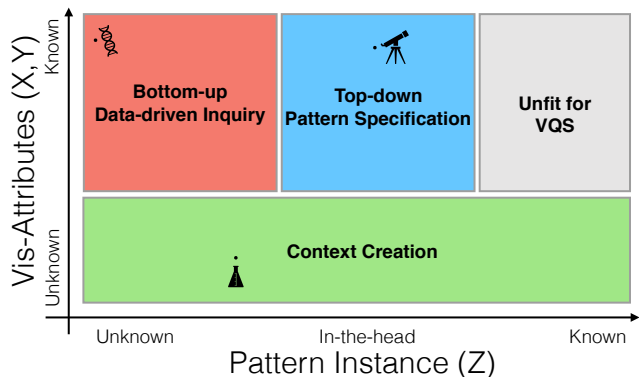 Vis-Attributes (X,Y)
Known
Unknown
Bottom-up
Data-driven Inquiry
Top-down
Pattern Specification
Unfit for
VQS
Context Creation
Unknown
In-the-head
Known
Pattern Instance (Z)